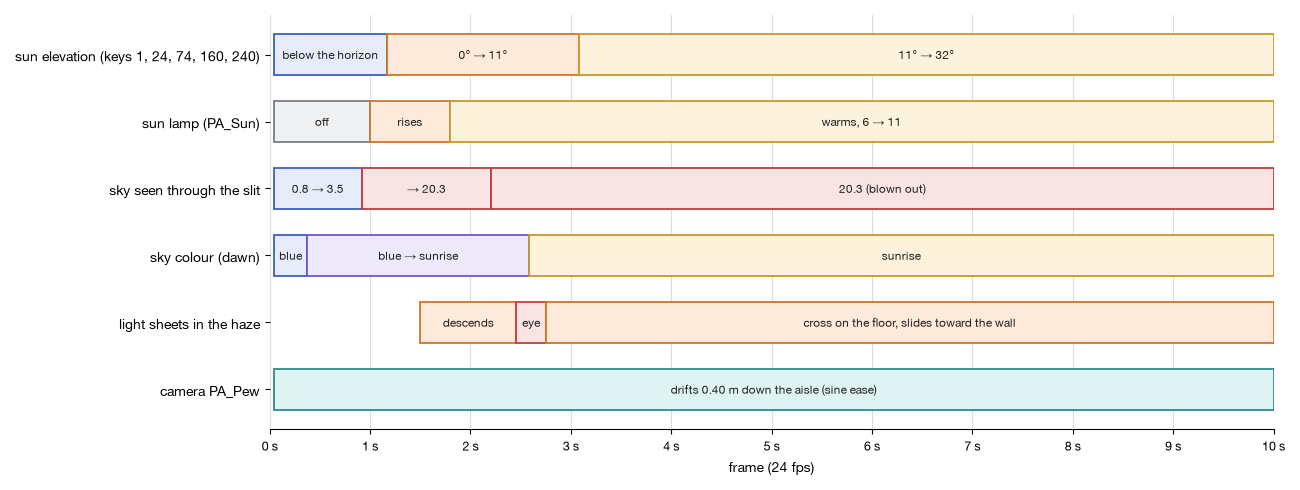 sun elevation (keys 1, 24, 74, 160, 240)
below the horizon
0° → 11°
11° → 32°
sun lamp (PA_Sun)
off
rises
warms, 6 → 11
sky seen through the slit
0.8 → 3.5
→ 20.3
20.3 (blown out)
sky colour (dawn)
blue
blue → sunrise
sunrise
light sheets in the haze
descends
eye
cross on the floor, slides toward the wall
camera PA_Pew
drifts 0.40 m down the aisle (sine ease)
0 s
1 s
2 s
3 s
4 s
5 s
6 s
7 s
8 s
9 s
10 s
frame (24 fps)